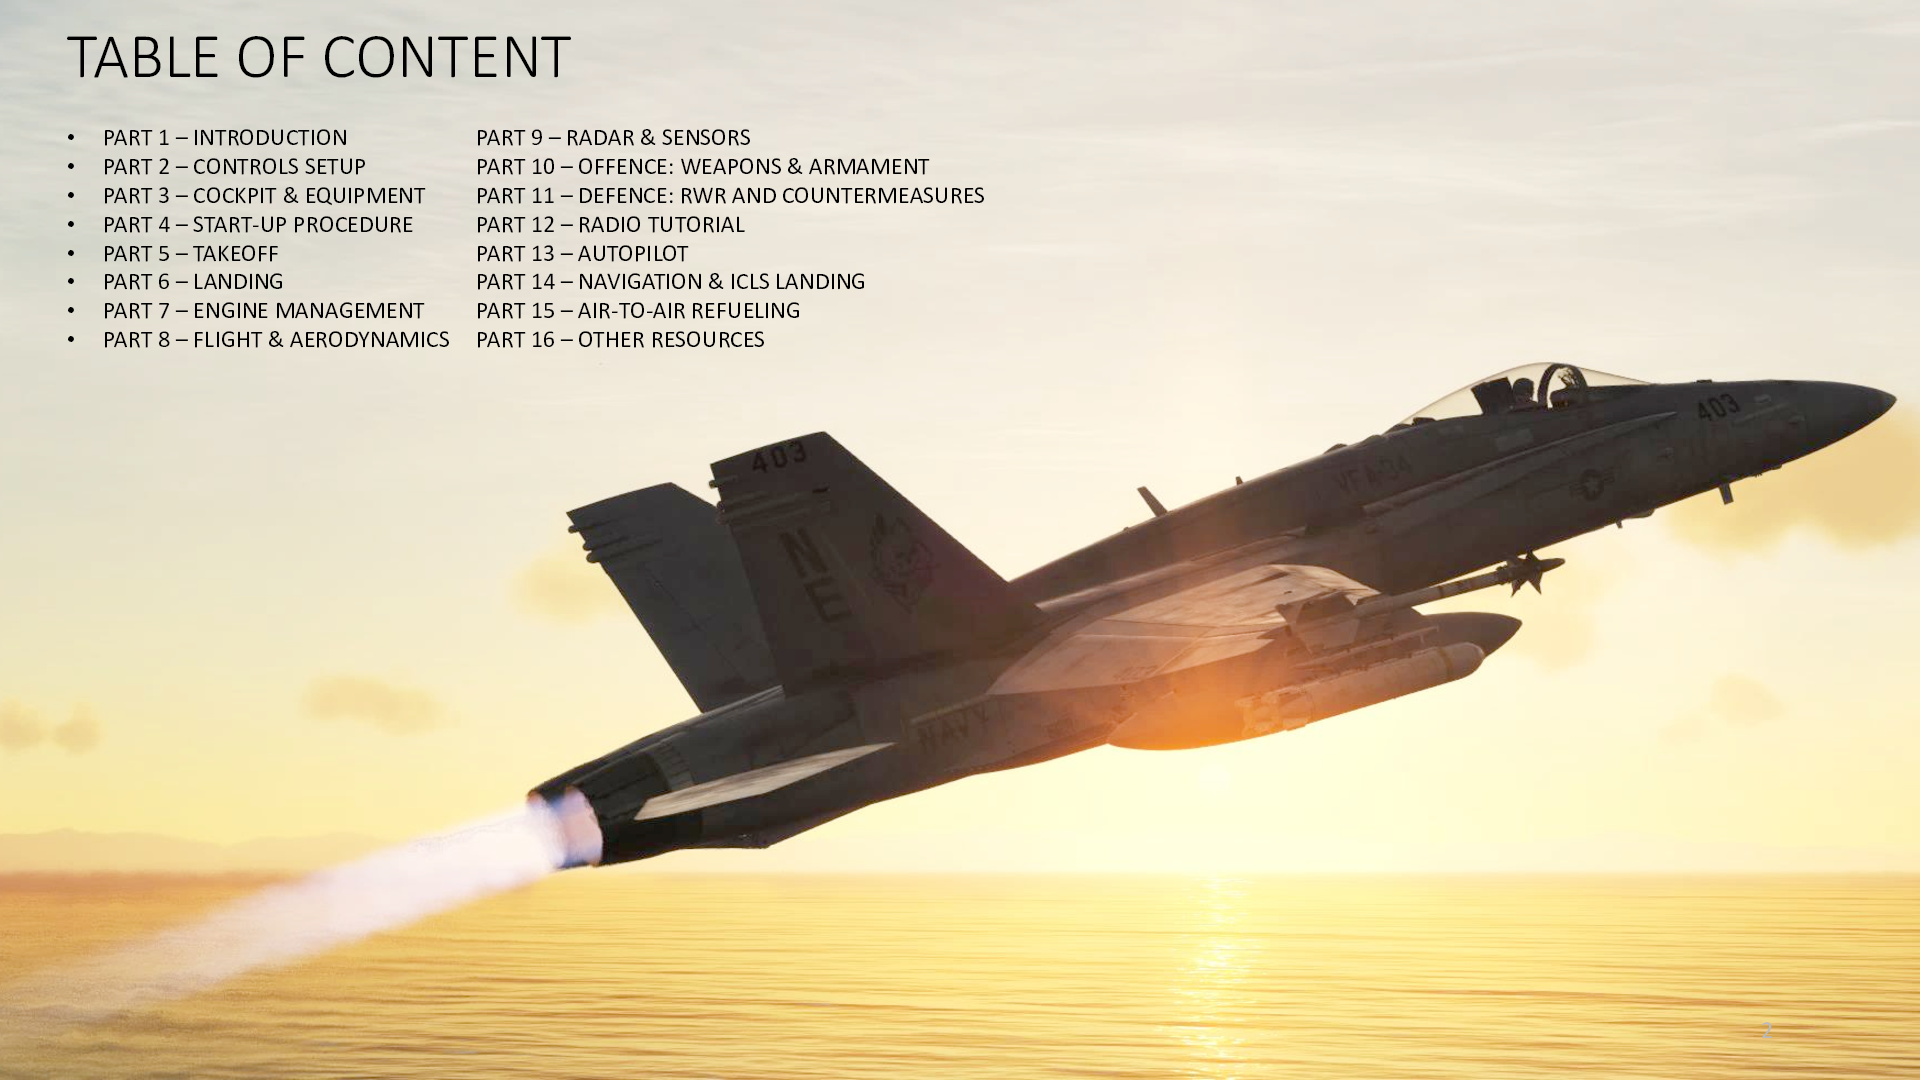 TABLE OF CONTENT
• PART 1 – INTRODUCTION
• PART 2 – CONTROLS SETUP
• PART 3 – COCKPIT & EQUIPMENT
• PART 4 – START-UP PROCEDURE
• PART 5 – TAKEOFF
• PART 6 – LANDING
• PART 7 – ENGINE MANAGEMENT
• PART 8 – FLIGHT & AERODYNAMICS
PART 9 – RADAR & SENSORS
PART 10 – OFFENCE: WEAPONS & ARMAMENT
PART 11 – DEFENCE: RWR AND COUNTERMEASURES
PART 12 – RADIO TUTORIAL
PART 13 – AUTOPILOT
PART 14 – NAVIGATION & ICLS LANDING
PART 15 – AIR-TO-AIR REFUELING
PART 16 – OTHER RESOURCES
403
403
NE
NAVY
2